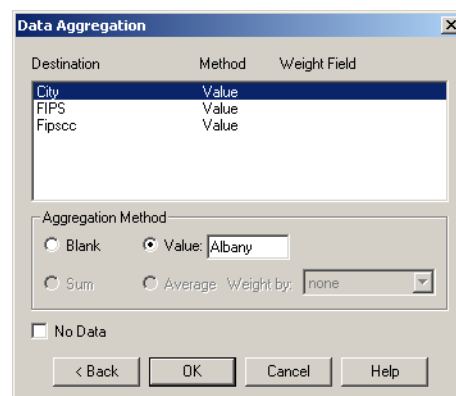 Data Aggregation
Destination Method Weight Field
City Value
FIPS Value
Fipscc Value
Aggregation Method
Blank Value: Albany
Sum Average Weight by: none
No Data
< Back OK Cancel Help